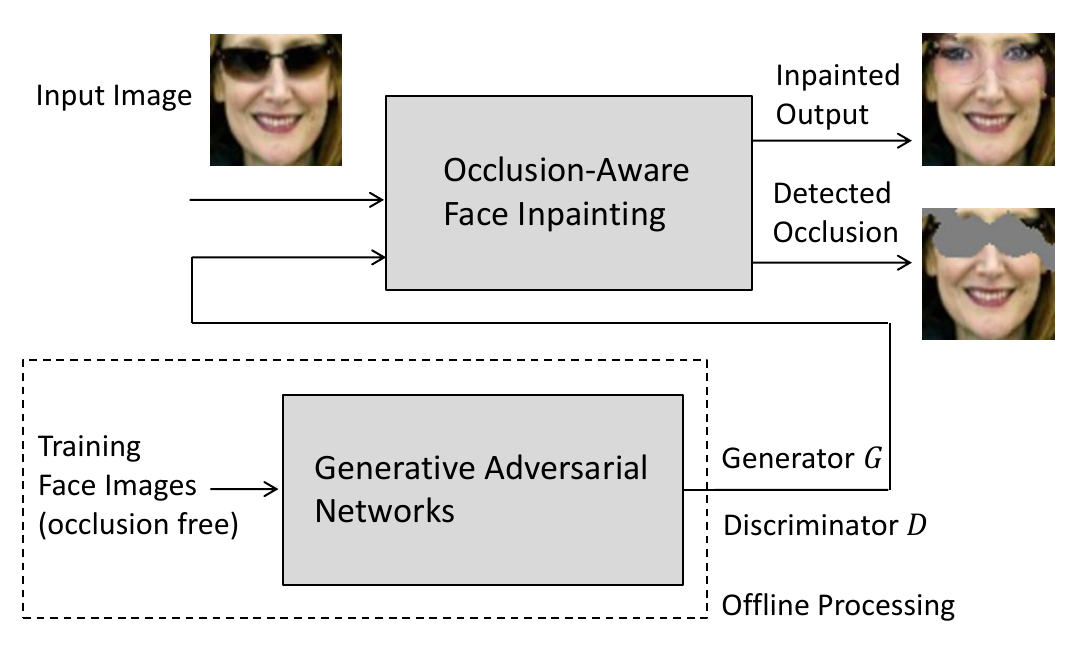 Input Image
Inpainted
Output
Occlusion-Aware
Face Inpainting
Detected
Occlusion
Training
Face Images
(occlusion free)
Generative Adversarial
Networks
Generator G
Discriminator D
Offline Processing